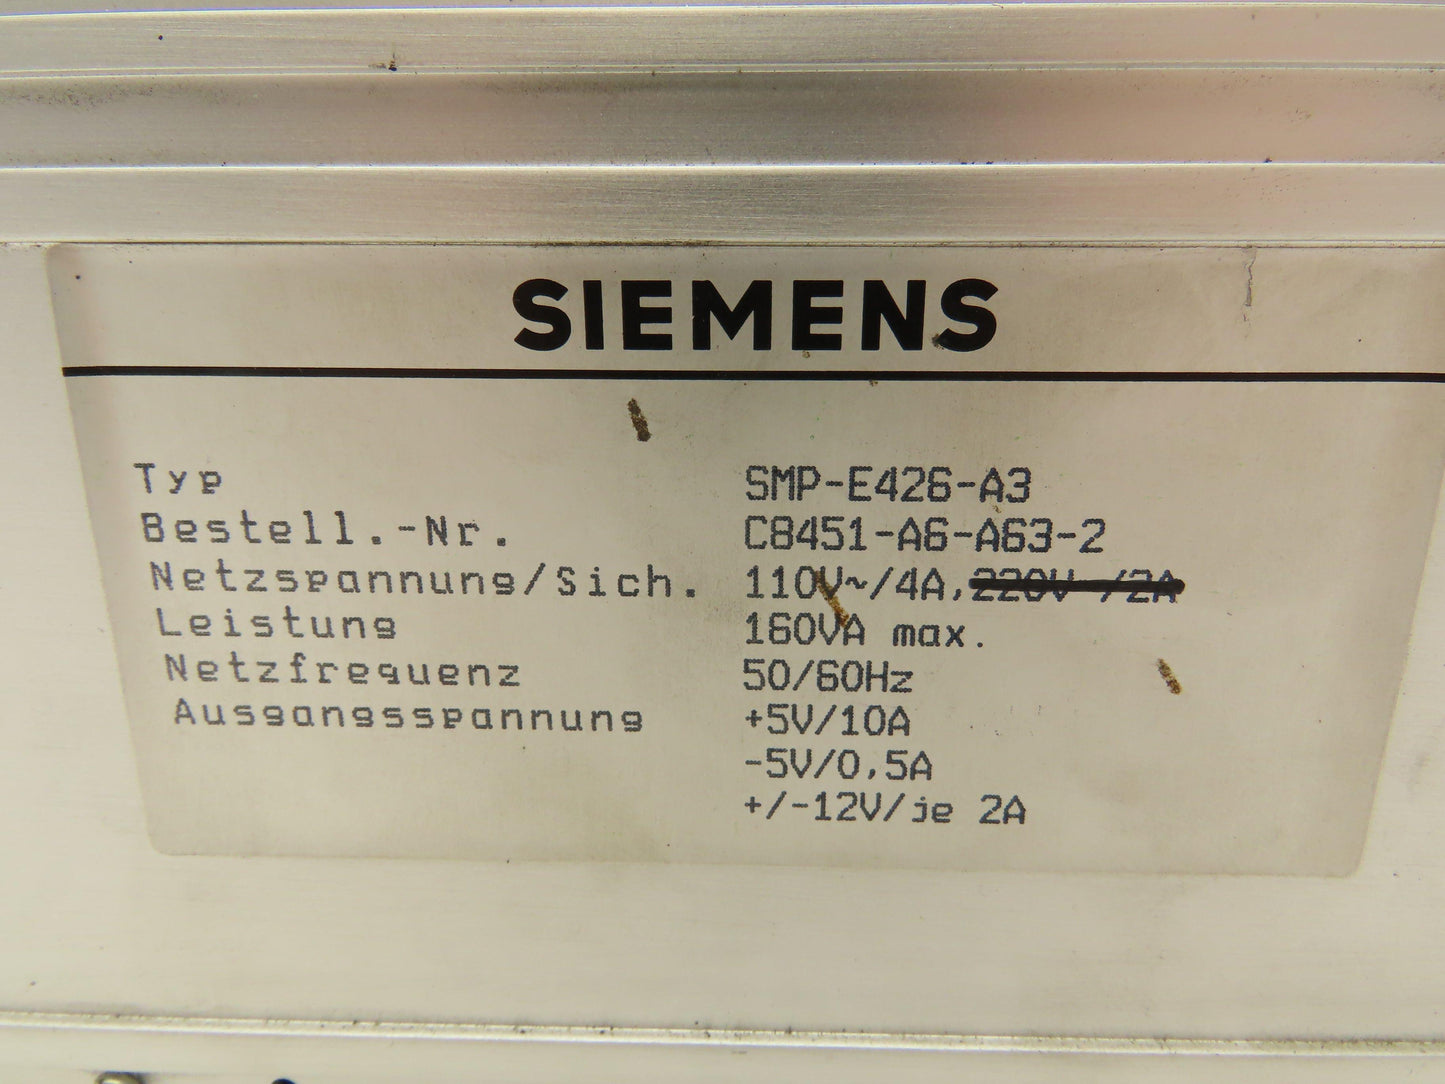 SIEMENS
Typ SMP-E426-A3
Bestell.-Nr. C8451-A6-A63-2
Netzspannung/Sich. 110V~/4A, 220V /2A
Leistung 160VA max.
Netzfrequenz 50/60Hz
Ausgangsspannung +5V/10A
-5V/0,5A
+/-12V/je 2A